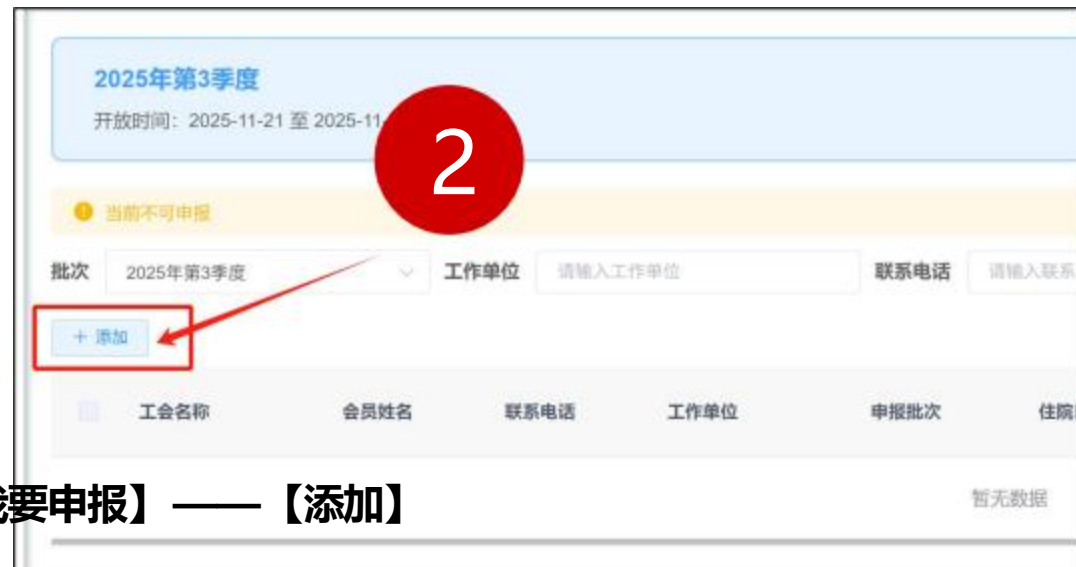 2025年第3季度
开放时间：2025-11-21 至 2025-11-
2
当前不可申报
批次 2025年第3季度 工作单位 请输入工作单位 联系电话 请输入联系
+ 添加
工会名称 会员姓名 联系电话 工作单位 申报批次 住院
要申报】——【添加】
暂无数据